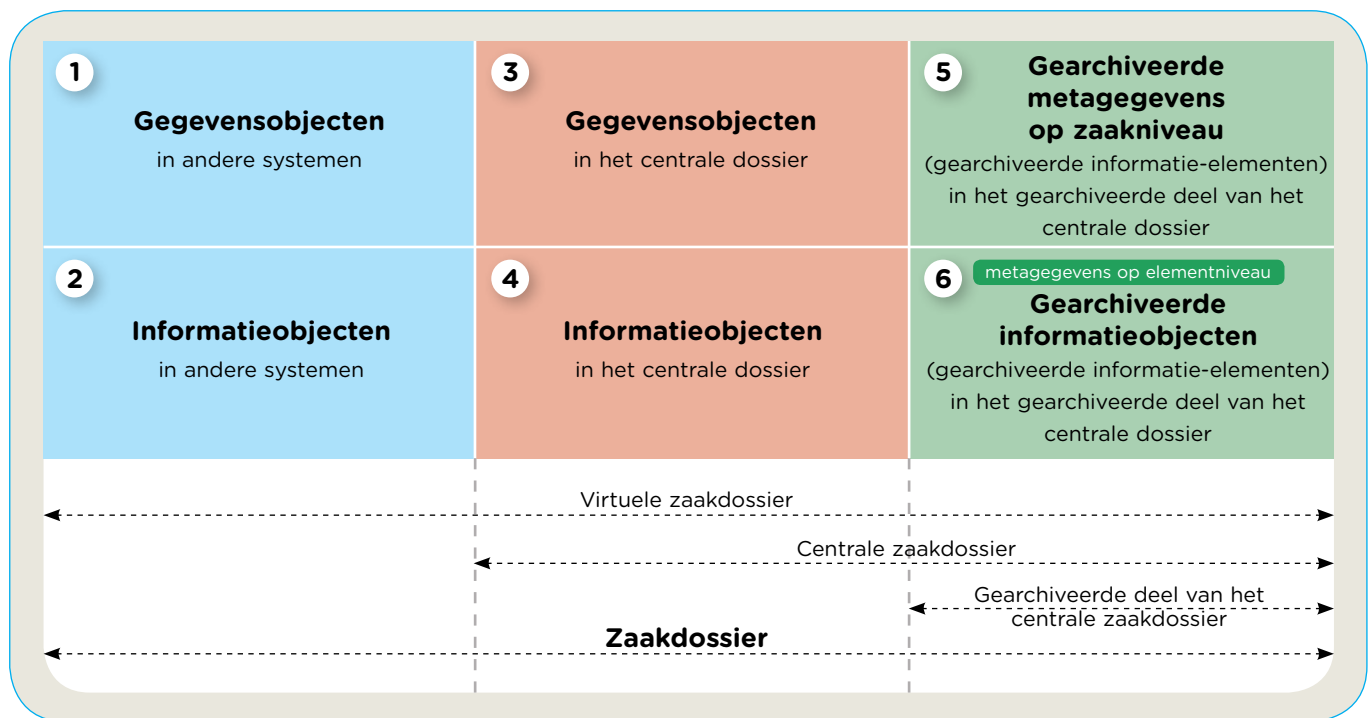 1
Gegevensobjecten
in andere systemen
3
Gegevensobjecten
in het centrale dossier
5
Gearchiveerde
metagegevens
op zaakniveau
(gearchiveerde informatie-elementen)
in het gearchiveerde deel van het
centrale dossier
2
Informatieobjecten
in andere systemen
4
Informatieobjecten
in het centrale dossier
6
metagegevens op elementniveau
Gearchiveerde
informatieobjecten
(gearchiveerde informatie-elementen)
in het gearchiveerde deel van het
centrale dossier
Virtuele zaakdossier
Centrale zaakdossier
Gearchiveerde deel van het
centrale zaakdossier
Zaakdossier